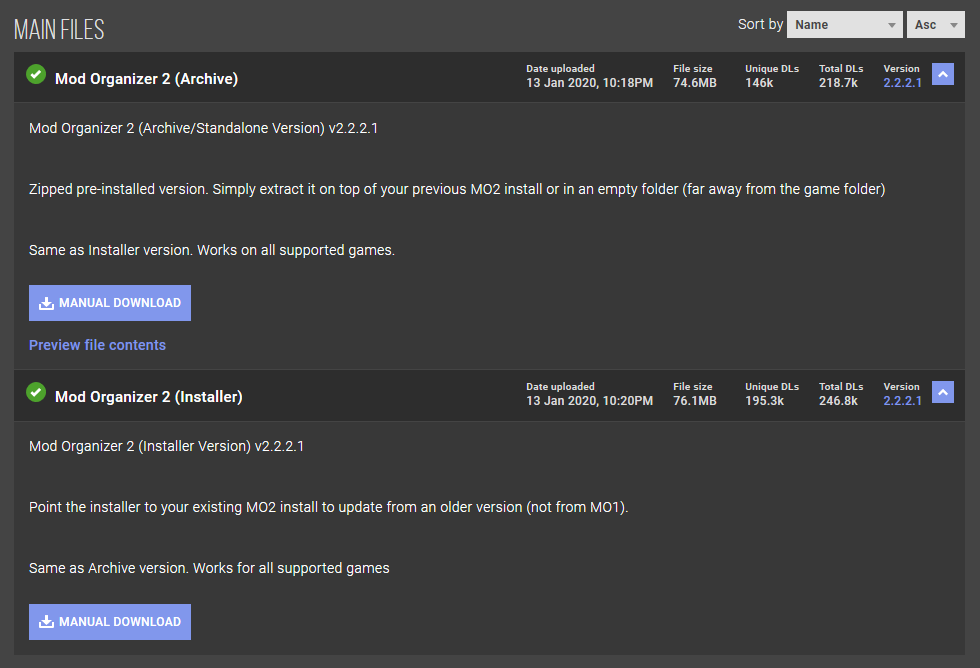 MAIN FILES
Sort by Name Asc
Mod Organizer 2 (Archive)
Date uploaded File size Unique DLs Total DLs Version
13 Jan 2020, 10:18PM 74.6MB 146k 218.7k 2.2.2.1
Mod Organizer 2 (Archive/Standalone Version) v2.2.2.1
Zipped pre-installed version. Simply extract it on top of your previous MO2 install or in an empty folder (far away from the game folder)
Same as Installer version. Works on all supported games.
MANUAL DOWNLOAD
Preview file contents
Mod Organizer 2 (Installer)
Date uploaded File size Unique DLs Total DLs Version
13 Jan 2020, 10:20PM 76.1MB 195.3k 246.8k 2.2.2.1
Mod Organizer 2 (Installer Version) v2.2.2.1
Point the installer to your existing MO2 install to update from an older version (not from MO1).
Same as Archive version. Works for all supported games
MANUAL DOWNLOAD